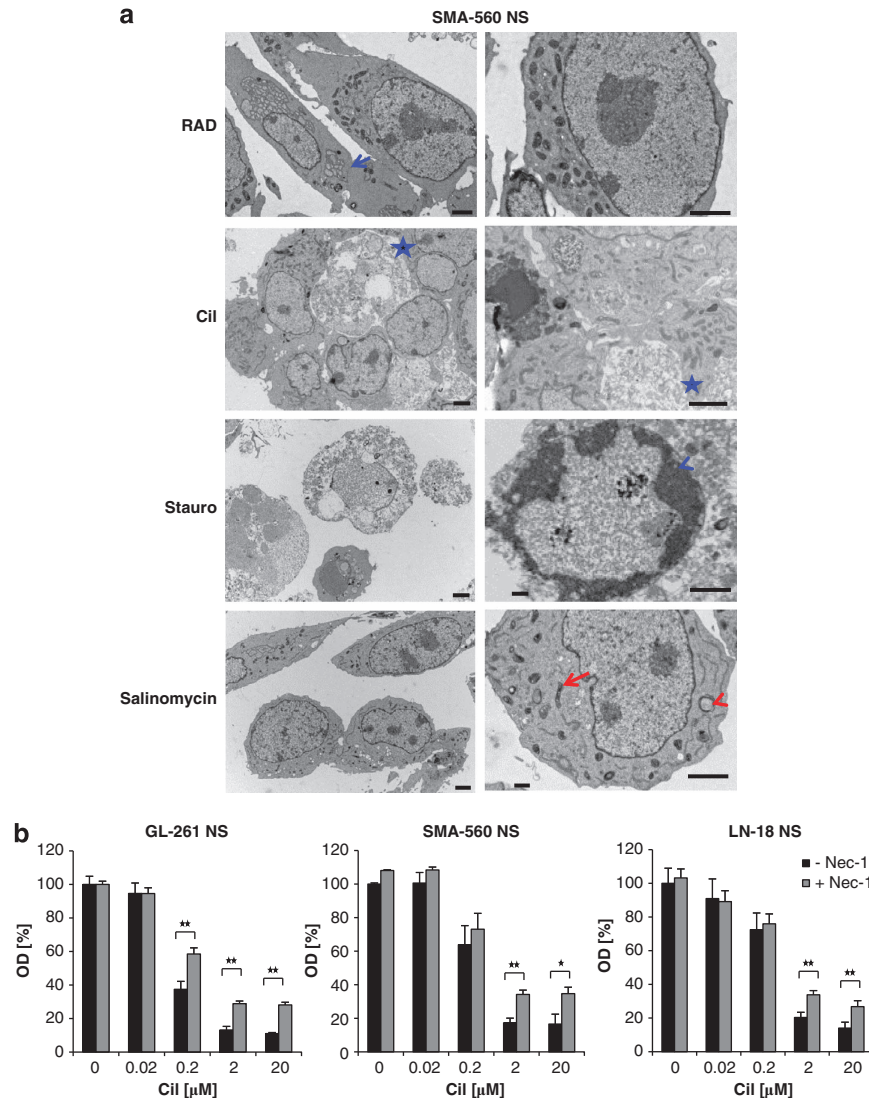 a
SMA-560 NS
RAD
Cil
Stauro
Salinomycin
b
GL-261 NS
SMA-560 NS
LN-18 NS
- Nec-1
+ Nec-1
120
100
80
60
40
20
0
OD [%]
★★
★★
★★
0 0.02 0.2 2 20
Cil [µM]
120
100
80
60
40
20
0
OD [%]
★★
★
0 0.02 0.2 2 20
Cil [µM]
120
100
80
60
40
20
0
OD [%]
★★
★★
0 0.02 0.2 2 20
Cil [µM]